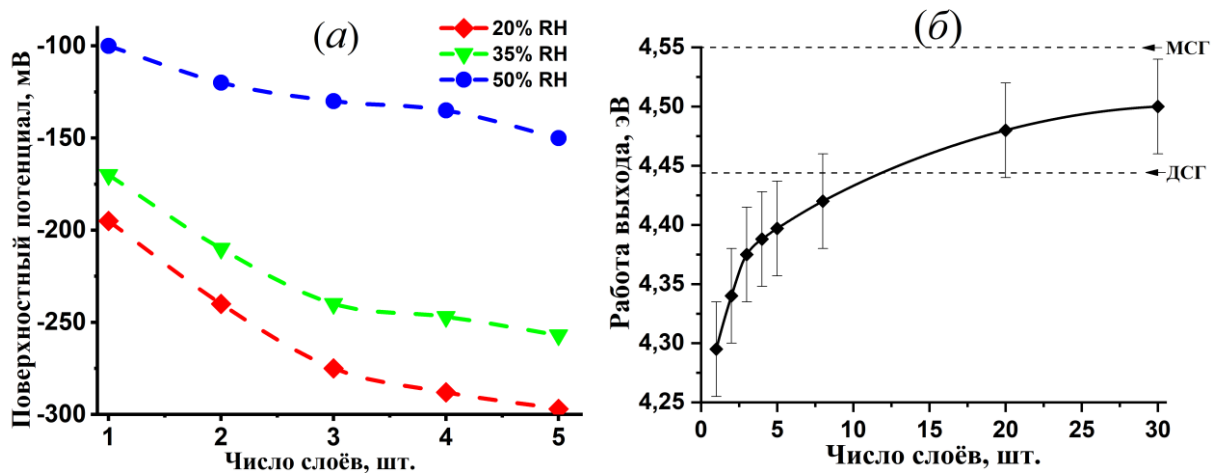 (а)
20% RH
35% RH
50% RH
Поверхностный потенциал, мВ
-100
-150
-200
-250
-300
1 2 3 4 5
Число слоёв, шт.
(б)
Работа выхода, эВ
4,55
4,50
4,45
4,40
4,35
4,30
4,25
МСГ
ДСГ
0 5 10 15 20 25 30
Число слоёв, шт.